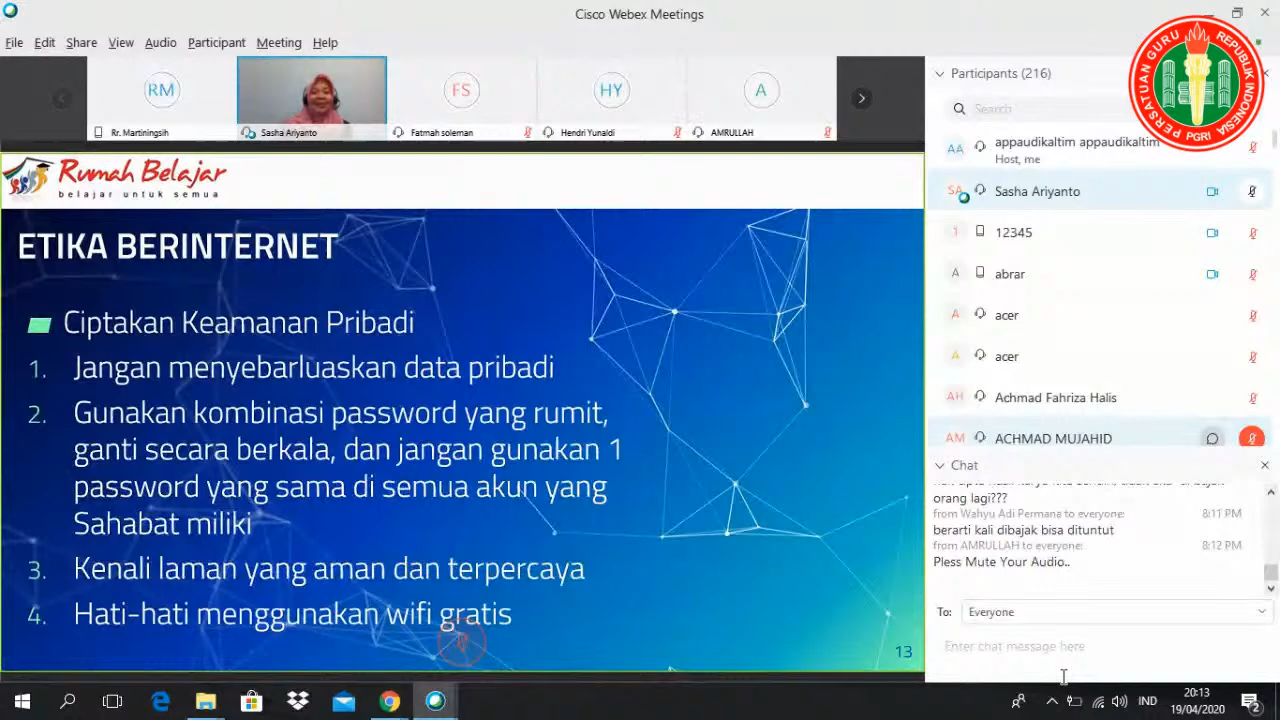 Cisco Webex Meetings
File Edit Share View Audio Participant Meeting Help
RM
FS
HY
A
Rr. Martiningsih
Sasha Ariyanto
Fatmah soleman
Hendri Yunaldi
AMRULLAH
Rumah Belajar
belajar untuk semua
ETIKA BERINTERNET
Ciptakan Keamanan Pribadi
1. Jangan menyebarluaskan data pribadi
2. Gunakan kombinasi password yang rumit,
ganti secara berkala, dan jangan gunakan 1
password yang sama di semua akun yang
Sahabat miliki
3. Kenali laman yang aman dan terpercaya
4. Hati-hati menggunakan wifi gratis
13
Participants (216)
Search
PERSATUAN GURU REPUBLIK INDONESIA
PGRI
AA appaudikaltim appaudikaltim
Host, me
SA Sasha Ariyanto
1 12345
A abrar
A acer
A acer
AH Achmad Fahriza Halis
AM ACHMAD MUJAHID
Chat
orang lagi???
from Wahyu Adi Permana to everyone: 8:11 PM
berarti kali dibajak bisa dituntut
from AMRULLAH to everyone: 8:12 PM
Pless Mute Your Audio..
To: Everyone
Enter chat message here
IND
20:13
19/04/2020
2